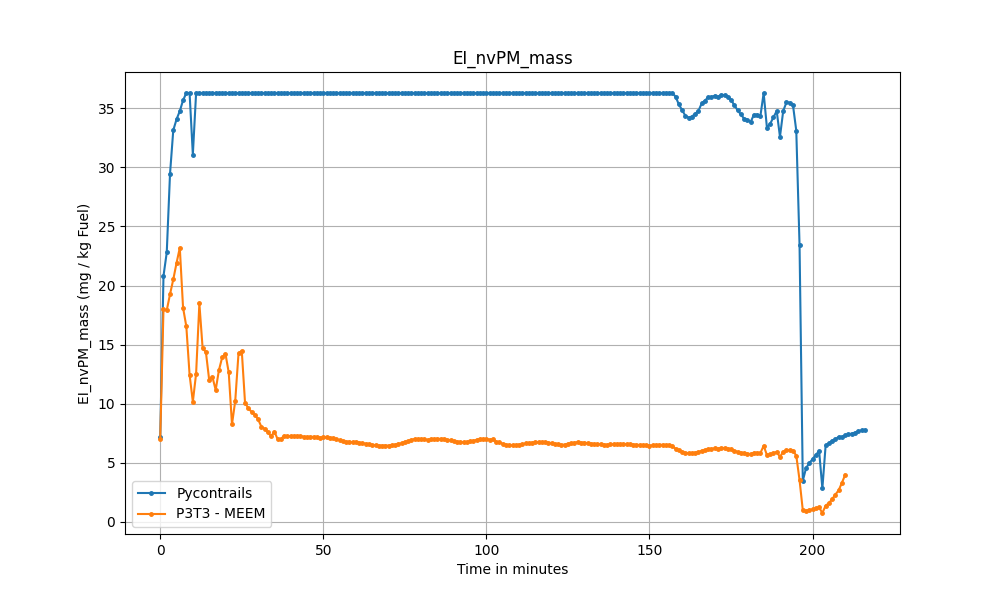 EI_nvPM_mass
EI_nvPM_mass (mg / kg Fuel)
35
30
25
20
15
10
5
0
Pycontrails
P3T3 - MEEM
0 50 100 150 200
Time in minutes